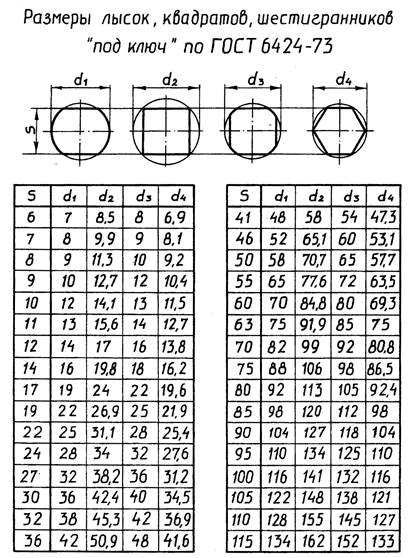 Размеры лысок, квадратов, шестигранников
"под ключ" по ГОСТ 6424-73
d1 d2 d3 d4
S
S d1 d2 d3 d4
6 7 8,5 8 6,9
7 8 9,9 9 8,1
8 9 11,3 10 9,2
9 10 12,7 12 10,4
10 12 14,1 13 11,5
11 13 15,6 14 12,7
12 14 17 16 13,8
14 16 19,8 18 16,2
17 19 24 22 19,6
19 22 26,9 25 21,9
22 25 31,1 28 25,4
24 28 34 32 27,6
27 32 38,2 36 31,2
30 36 42,4 40 34,5
32 38 45,3 42 36,9
36 42 50,9 48 41,6
S d1 d2 d3 d4
41 48 58 54 47,3
46 52 65,1 60 53,1
50 58 70,7 65 57,7
55 65 77,6 72 63,5
60 70 84,8 80 69,3
63 75 91,9 85 75
70 82 99 92 80,8
75 88 106 98 86,5
80 92 113 105 92,4
85 98 120 112 98
90 104 127 118 104
95 110 134 125 110
100 116 141 132 116
105 122 148 138 121
110 128 155 145 127
115 134 162 152 133